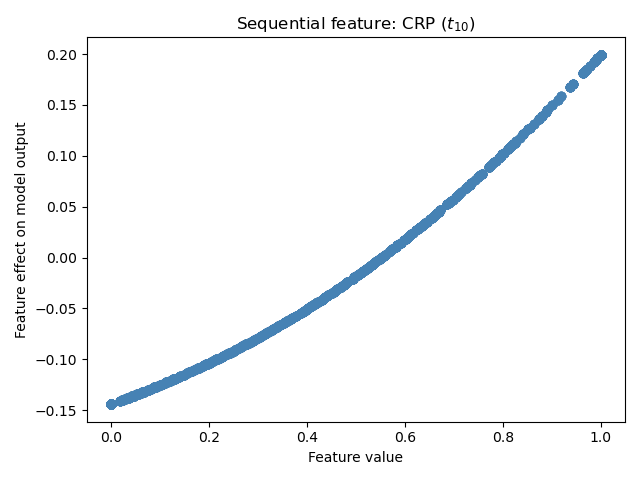 Sequential feature: CRP (t₁₀)
Feature effect on model output
0.20
0.15
0.10
0.05
0.00
−0.05
−0.10
−0.15
0.0 0.2 0.4 0.6 0.8 1.0
Feature value